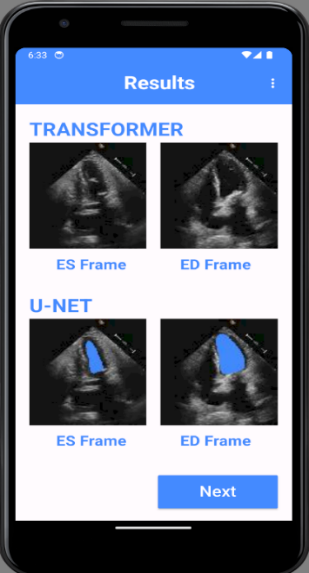 6:33
Results
TRANSFORMER
ES Frame
ED Frame
U-NET
ES Frame
ED Frame
Next